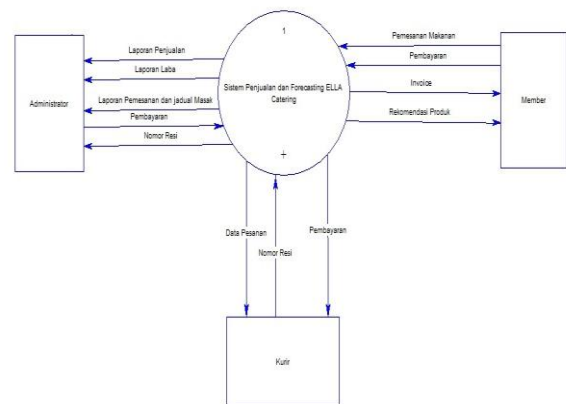 1
Sistem Penjualan dan Forecasting ELLA
Catering
+
Administrator
Laporan Penjualan
Laporan Laba
Laporan Pemesanan dan jadual Masak
Pembayaran
Nomor Resi
Pemesanan Makanan
Pembayaran
Invoice
Rekomendasi Produk
Member
Data Pesanan
Nomor Resi
Pembayaran
Kurir